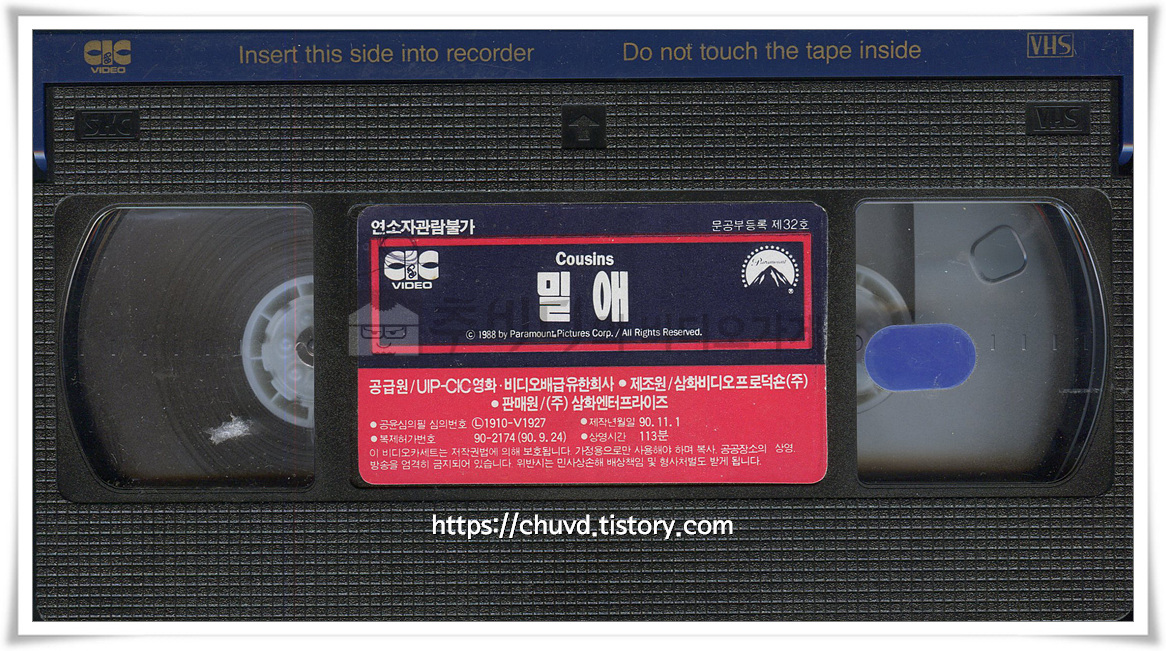 CIC VIDEO
Insert this side into recorder
Do not touch the tape inside
VHS
SHC
VHS
연소자관람불가
문공부등록 제32호
CIC VIDEO
Cousins
Paramount
밀 애
ⓒ 1988 by Paramount Pictures Corp. / All Rights Reserved.
공급원/UIP-CIC영화·비디오배급유한회사 ● 제조원/삼화비디오프로덕숀(주)
● 판매원/(주) 삼화엔터프라이즈
● 공윤심의필 심의번호 Ⓛ1910-V1927 ● 제작년월일 90. 11. 1
● 복제허가번호 90-2174 (90. 9. 24) ● 상영시간 113분
이 비디오카세트는 저작권법에 의해 보호됩니다. 가정용으로만 사용해야 하며 복사, 공공장소의 상영,
방송을 엄격히 금지되어 있습니다. 위반시는 민사상손해 배상책임 및 형사처벌도 받게 됩니다.
https://chuvd.tistory.com